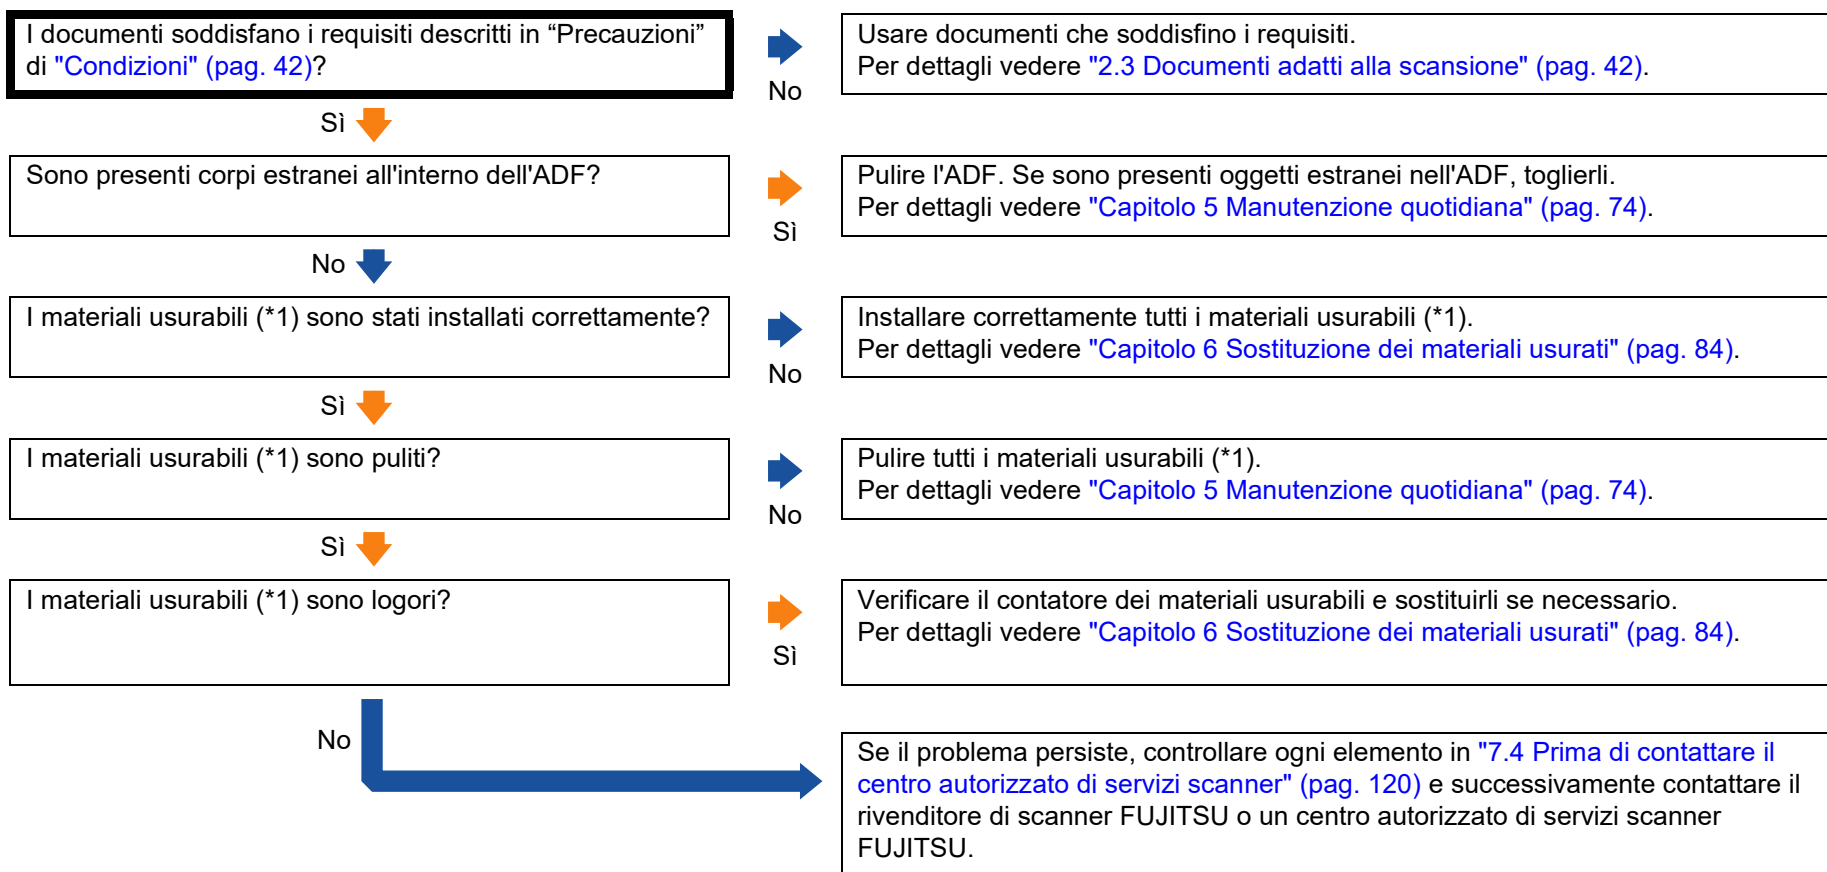 I documenti soddisfano i requisiti descritti in “Precauzioni”
di "Condizioni" (pag. 42)?
No
Usare documenti che soddisfino i requisiti.
Per dettagli vedere "2.3 Documenti adatti alla scansione" (pag. 42).
Sì
Sono presenti corpi estranei all'interno dell'ADF?
Sì
Pulire l'ADF. Se sono presenti oggetti estranei nell'ADF, toglierli.
Per dettagli vedere "Capitolo 5 Manutenzione quotidiana" (pag. 74).
No
I materiali usurabili (*1) sono stati installati correttamente?
No
Installare correttamente tutti i materiali usurabili (*1).
Per dettagli vedere "Capitolo 6 Sostituzione dei materiali usurati" (pag. 84).
Sì
I materiali usurabili (*1) sono puliti?
No
Pulire tutti i materiali usurabili (*1).
Per dettagli vedere "Capitolo 5 Manutenzione quotidiana" (pag. 74).
Sì
I materiali usurabili (*1) sono logori?
Sì
Verificare il contatore dei materiali usurabili e sostituirli se necessario.
Per dettagli vedere "Capitolo 6 Sostituzione dei materiali usurati" (pag. 84).
No
Se il problema persiste, controllare ogni elemento in "7.4 Prima di contattare il
centro autorizzato di servizi scanner" (pag. 120) e successivamente contattare il
rivenditore di scanner FUJITSU o un centro autorizzato di servizi scanner
FUJITSU.